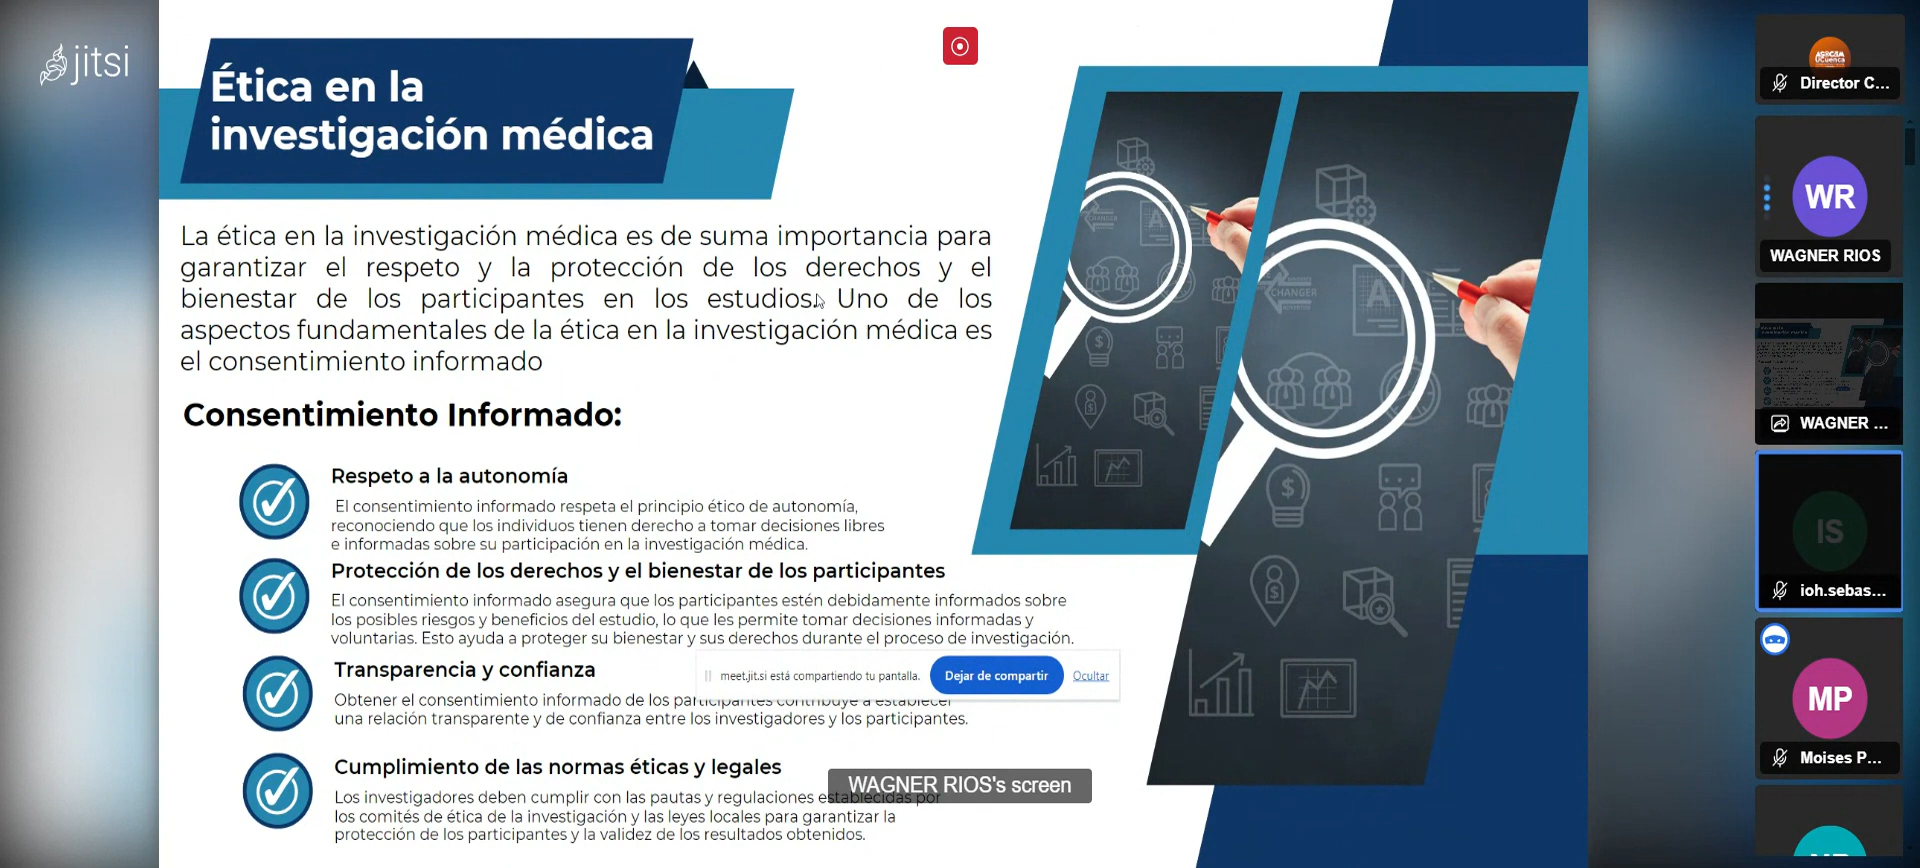 jitsi
Ética en la
investigación médica
La ética en la investigación médica es de suma importancia para
garantizar el respeto y la protección de los derechos y el
bienestar de los participantes en los estudios. Uno de los
aspectos fundamentales de la ética en la investigación médica es
el consentimiento informado
Consentimiento Informado:
Respeto a la autonomía
El consentimiento informado respeta el principio ético de autonomía,
reconociendo que los individuos tienen derecho a tomar decisiones libres
e informadas sobre su participación en la investigación médica.
Protección de los derechos y el bienestar de los participantes
El consentimiento informado asegura que los participantes estén debidamente informados sobre
los posibles riesgos y beneficios del estudio, lo que les permite tomar decisiones informadas y
voluntarias. Esto ayuda a proteger su bienestar y sus derechos durante el proceso de investigación.
Transparencia y confianza
Obtener el consentimiento informado de los participantes contribuye a establecer
una relación transparente y de confianza entre los investigadores y los participantes.
Cumplimiento de las normas éticas y legales
Los investigadores deben cumplir con las pautas y regulaciones establecidas por
los comités de ética de la investigación y las leyes locales para garantizar la
protección de los participantes y la validez de los resultados obtenidos.
meet.jit.si está compartiendo tu pantalla.
Dejar de compartir
Ocultar
WAGNER RIOS's screen
CHANGER
A
CHANGER
A
Director C...
WR
WAGNER RIOS
WAGNER ...
IS
ioh.sebas...
MP
Moises P...